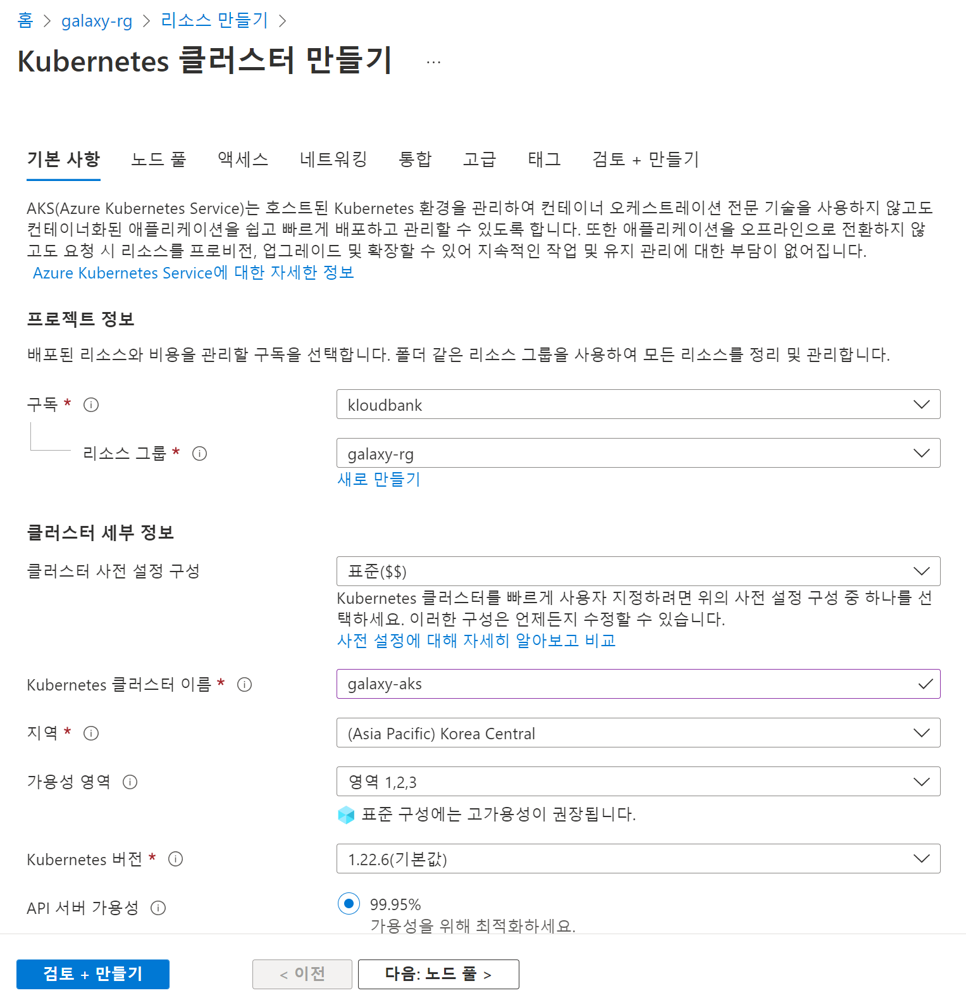 홈 > galaxy-rg > 리소스 만들기 >
Kubernetes 클러스터 만들기 ...
기본 사항 노드 풀 액세스 네트워킹 통합 고급 태그 검토 + 만들기
AKS(Azure Kubernetes Service)는 호스트된 Kubernetes 환경을 관리하여 컨테이너 오케스트레이션 전문 기술을 사용하지 않고도
컨테이너화된 애플리케이션을 쉽고 빠르게 배포하고 관리할 수 있도록 합니다. 또한 애플리케이션을 오프라인으로 전환하지 않
고도 요청 시 리소스를 프로비전, 업그레이드 및 확장할 수 있어 지속적인 작업 및 유지 관리에 대한 부담이 없어집니다.
Azure Kubernetes Service에 대한 자세한 정보
프로젝트 정보
배포된 리소스와 비용을 관리할 구독을 선택합니다. 폴더 같은 리소스 그룹을 사용하여 모든 리소스를 정리 및 관리합니다.
구독 * kloudbank
리소스 그룹 * galaxy-rg
새로 만들기
클러스터 세부 정보
클러스터 사전 설정 구성 표준($$)
Kubernetes 클러스터를 빠르게 사용자 지정하려면 위의 사전 설정 구성 중 하나를 선
택하세요. 이러한 구성은 언제든지 수정할 수 있습니다.
사전 설정에 대해 자세히 알아보고 비교
Kubernetes 클러스터 이름 * galaxy-aks
지역 * (Asia Pacific) Korea Central
가용성 영역 영역 1,2,3
표준 구성에는 고가용성이 권장됩니다.
Kubernetes 버전 * 1.22.6(기본값)
API 서버 가용성 99.95%
가용성을 위해 최적화하세요.
검토 + 만들기 < 이전 다음: 노드 풀 >